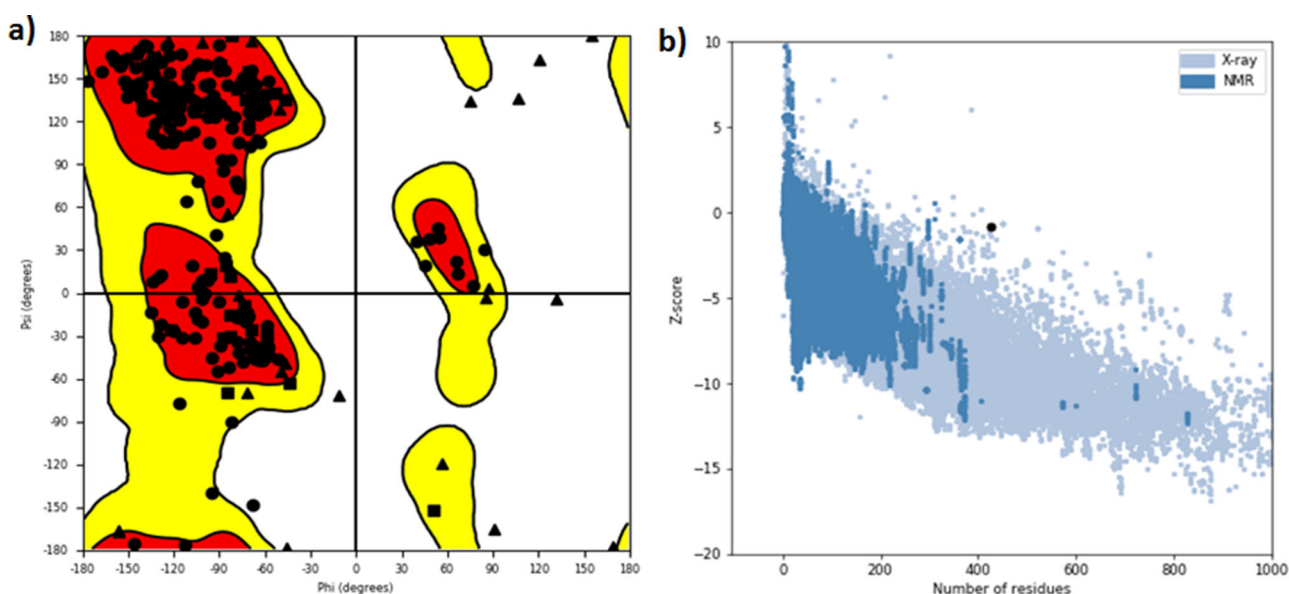 a)
180
150
120
90
60
30
0
-30
-60
-90
-120
-150
-180
Psi (degrees)
-180 -150 -120 -90 -60 -30 0 30 60 90 120 150 180
Phi (degrees)
b)
10
5
0
−5
−10
−15
−20
Z-score
X-ray
NMR
0 200 400 600 800 1000
Number of residues